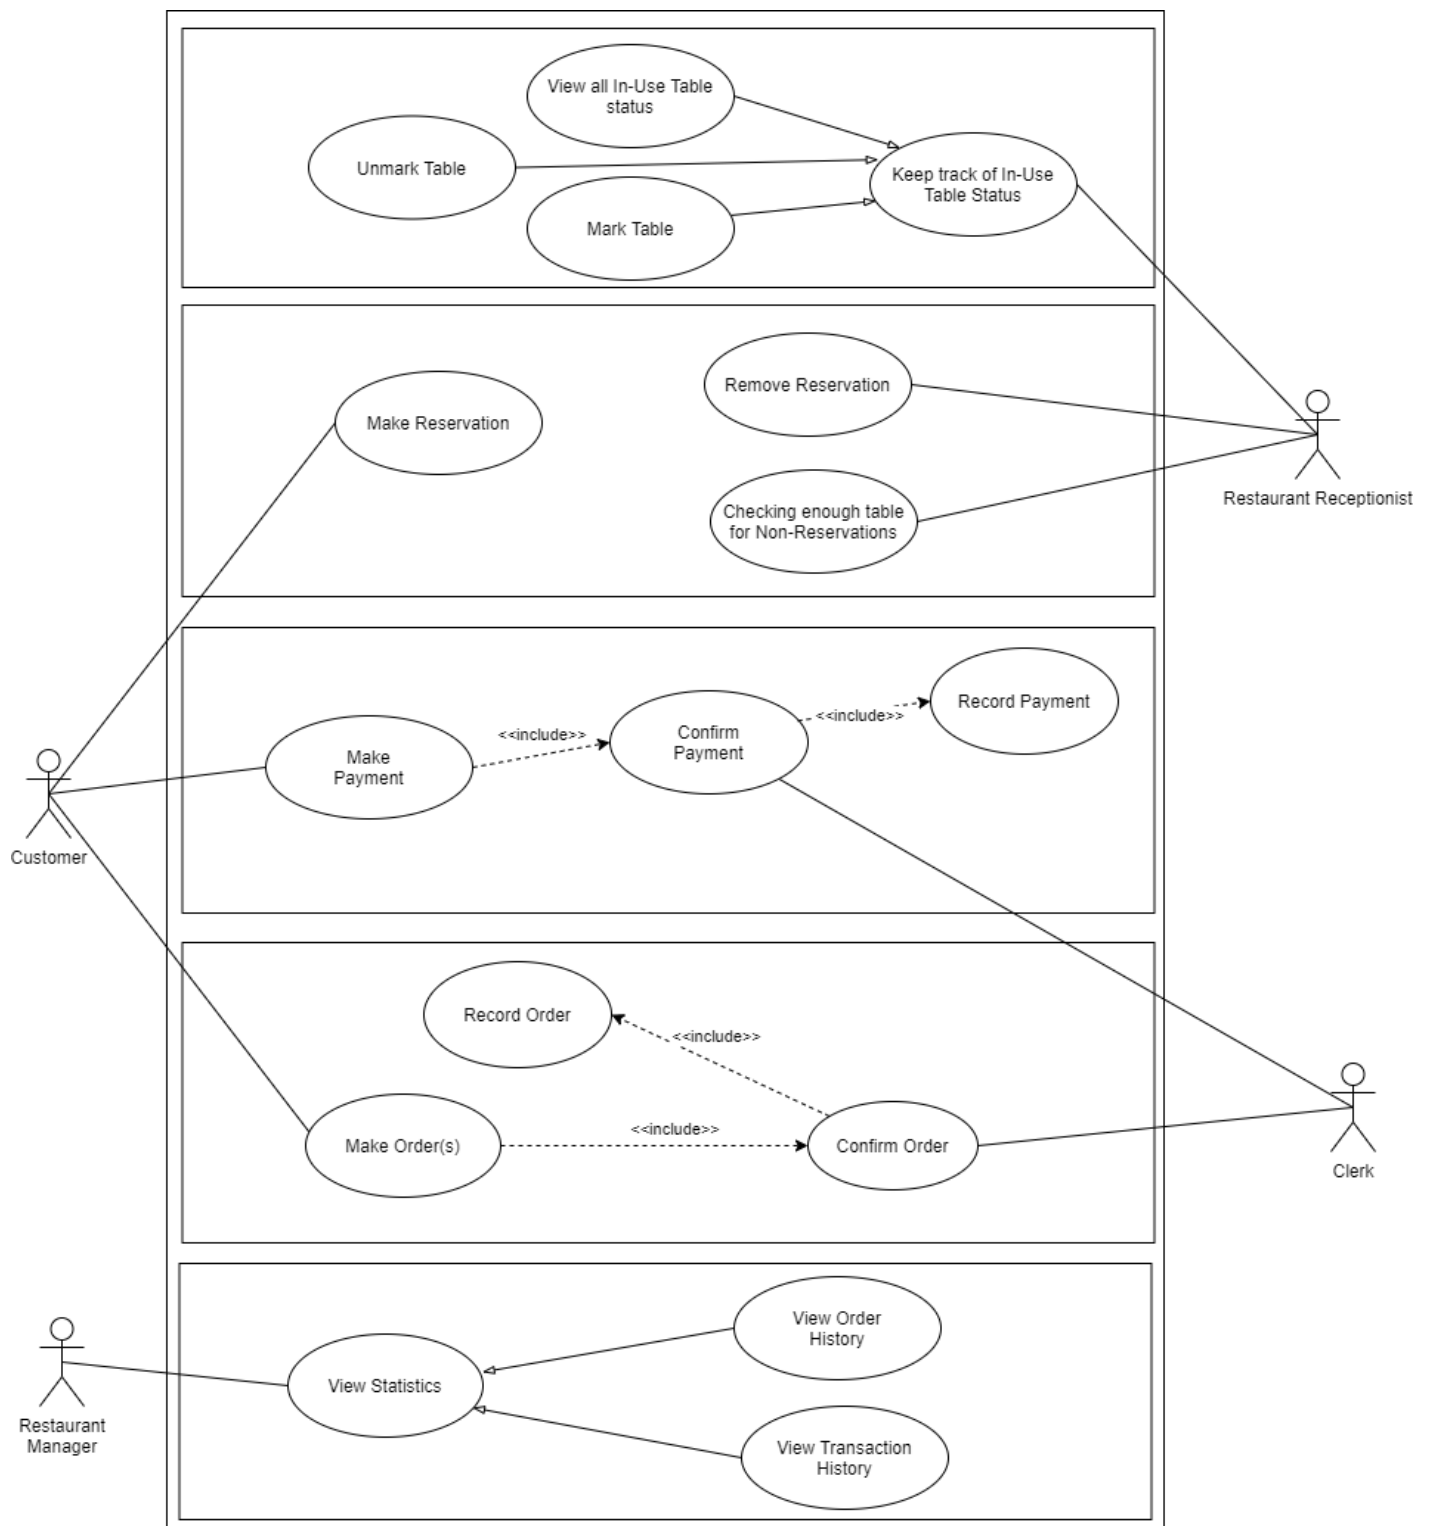 View all In-Use Table
status
Unmark Table
Keep track of In-Use
Table Status
Mark Table
Remove Reservation
Make Reservation
Restaurant Receptionist
Checking enough table
for Non-Reservations
Record Payment
<<include>>
<<include>>
Confirm
Payment
Make
Payment
Customer
Record Order
<<include>>
<<include>>
Make Order(s)
Confirm Order
Clerk
View Order
History
View Statistics
Restaurant
Manager
View Transaction
History